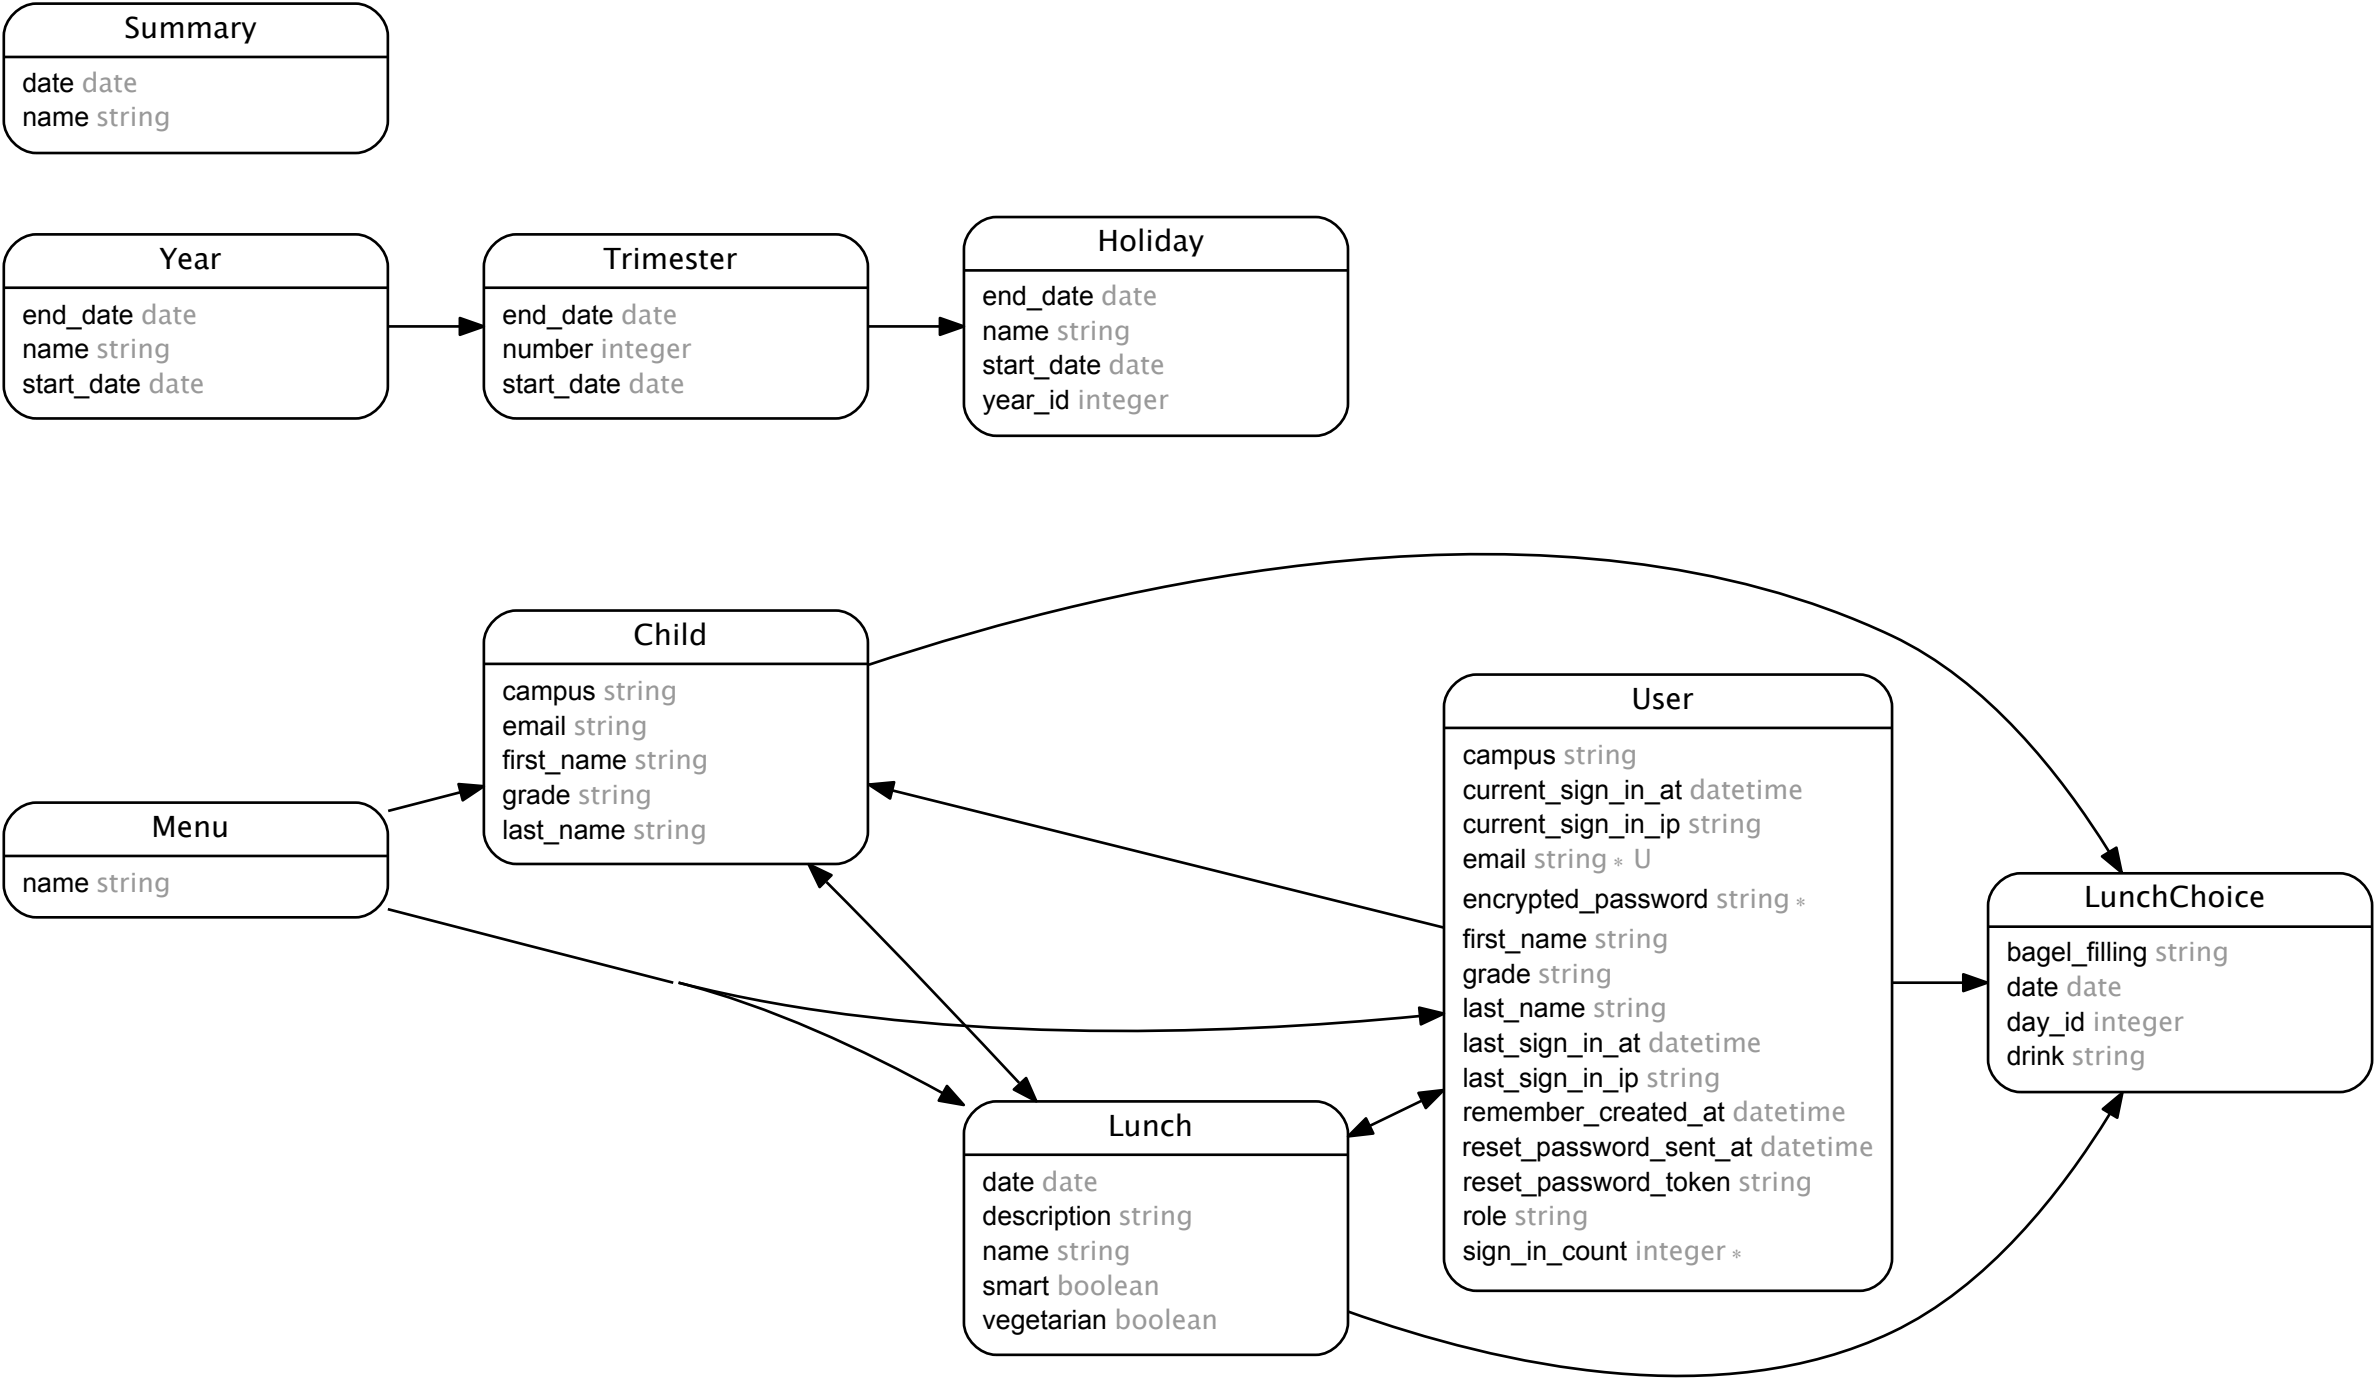 Summary
date date
name string
Year
end_date date
name string
start_date date
Trimester
end_date date
number integer
start_date date
Holiday
end_date date
name string
start_date date
year_id integer
Child
campus string
email string
first_name string
grade string
last_name string
Menu
name string
User
campus string
current_sign_in_at datetime
current_sign_in_ip string
email string * U
encrypted_password string *
first_name string
grade string
last_name string
last_sign_in_at datetime
last_sign_in_ip string
remember_created_at datetime
reset_password_sent_at datetime
reset_password_token string
role string
sign_in_count integer *
LunchChoice
bagel_filling string
date date
day_id integer
drink string
Lunch
date date
description string
name string
smart boolean
vegetarian boolean